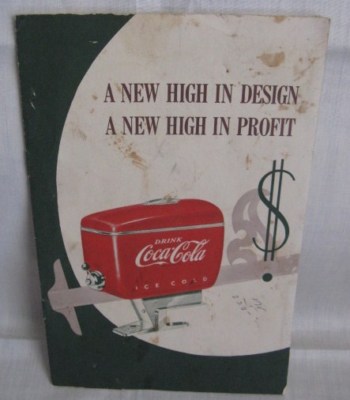 A NEW HIGH IN DESIGN
A NEW HIGH IN PROFIT
$
DRINK
Coca-Cola
ICE COLD